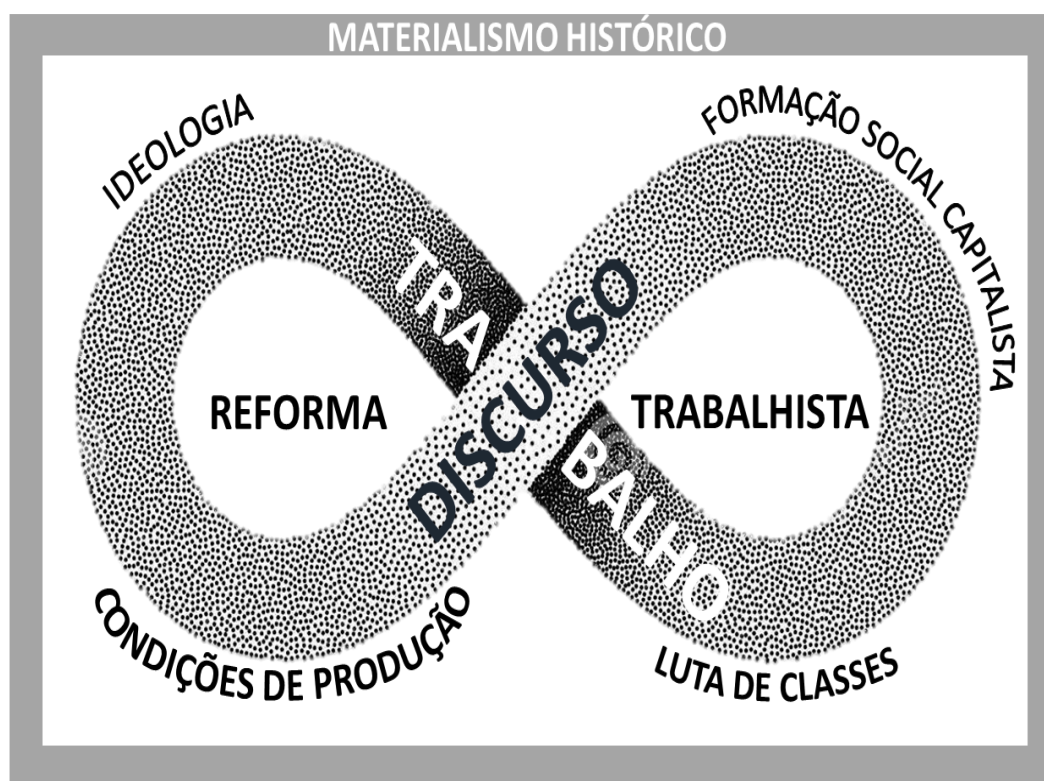 MATERIALISMO HISTÓRICO
IDEOLOGIA
FORMAÇÃO SOCIAL CAPITALISTA
TRA
DISCURSO
REFORMA
TRABALHISTA
BALHO
CONDIÇÕES DE PRODUÇÃO
LUTA DE CLASSES